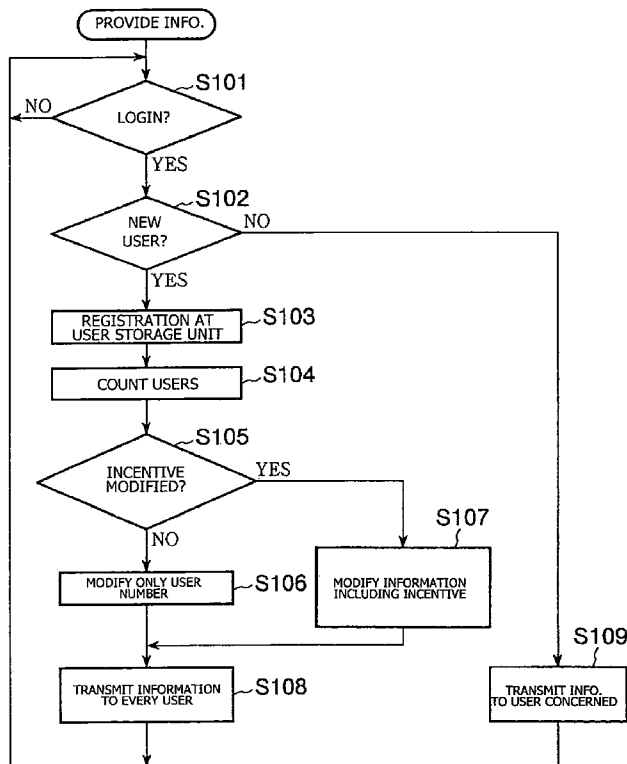 PROVIDE INFO.
S101
NO
LOGIN?
YES
S102
NO
NEW
USER?
YES
REGISTRATION AT
USER STORAGE UNIT
S103
COUNT USERS
S104
S105
INCENTIVE
MODIFIED?
YES
NO
S107
MODIFY ONLY USER
NUMBER
S106
MODIFY INFORMATION
INCLUDING INCENTIVE
S109
TRANSMIT INFORMATION
TO EVERY USER
S108
TRANSMIT INFO.
TO USER CONCERNED